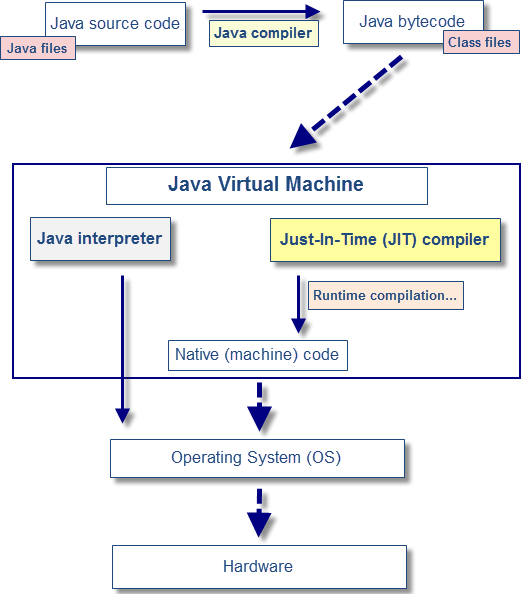 Java source code
Java files
Java compiler
Java bytecode
Class files
Java Virtual Machine
Java interpreter
Just-In-Time (JIT) compiler
Runtime compilation...
Native (machine) code
Operating System (OS)
Hardware